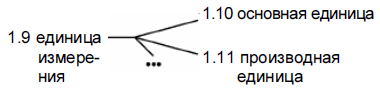 1.10 основная единица
1.9 единица
измере-
ния
...
1.11 производная
единица